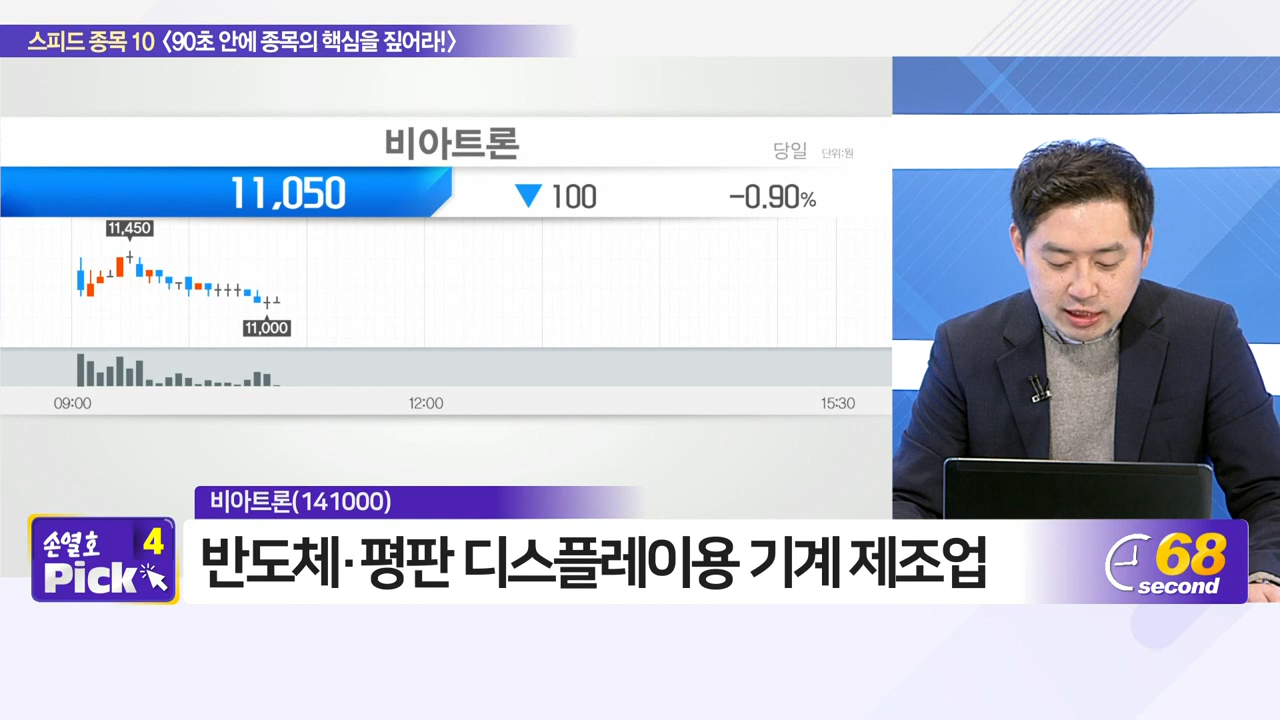 스피드 종목 10 〈90초 안에 종목의 핵심을 짚어라!〉
비아트론
당일 단위:원
11,050 ▼100 -0.90%
11,450
11,000
09:00 12:00 15:30
비아트론(141000)
손열호 4
Pick
반도체·평판 디스플레이용 기계 제조업
68
second